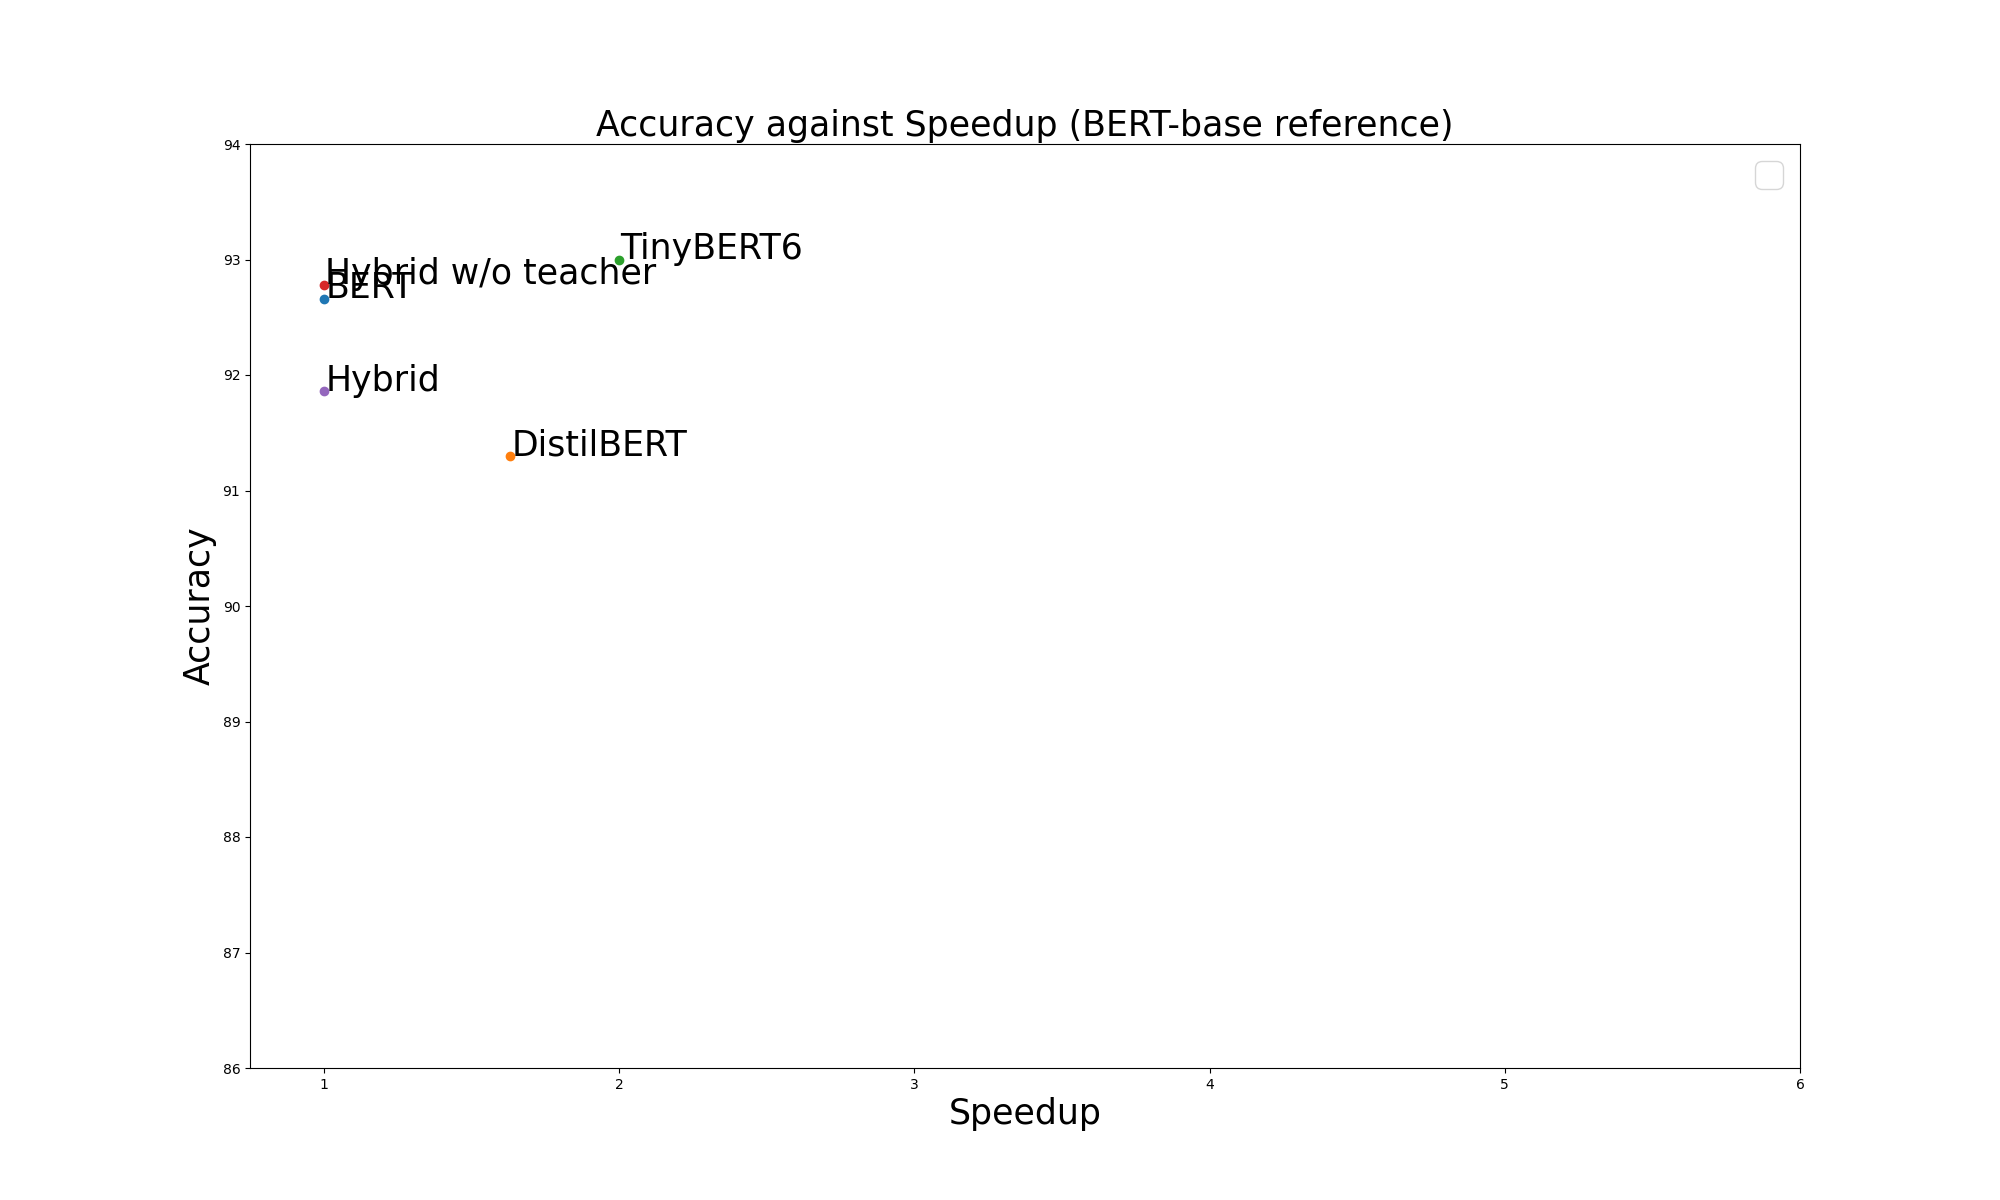 Accuracy against Speedup (BERT-base reference)
94
TinyBERT6
93
Hybrid w/o teacher
BERT
92
Hybrid
DistilBERT
91
Accuracy
90
89
88
87
86
1 2 3 4 5 6
Speedup